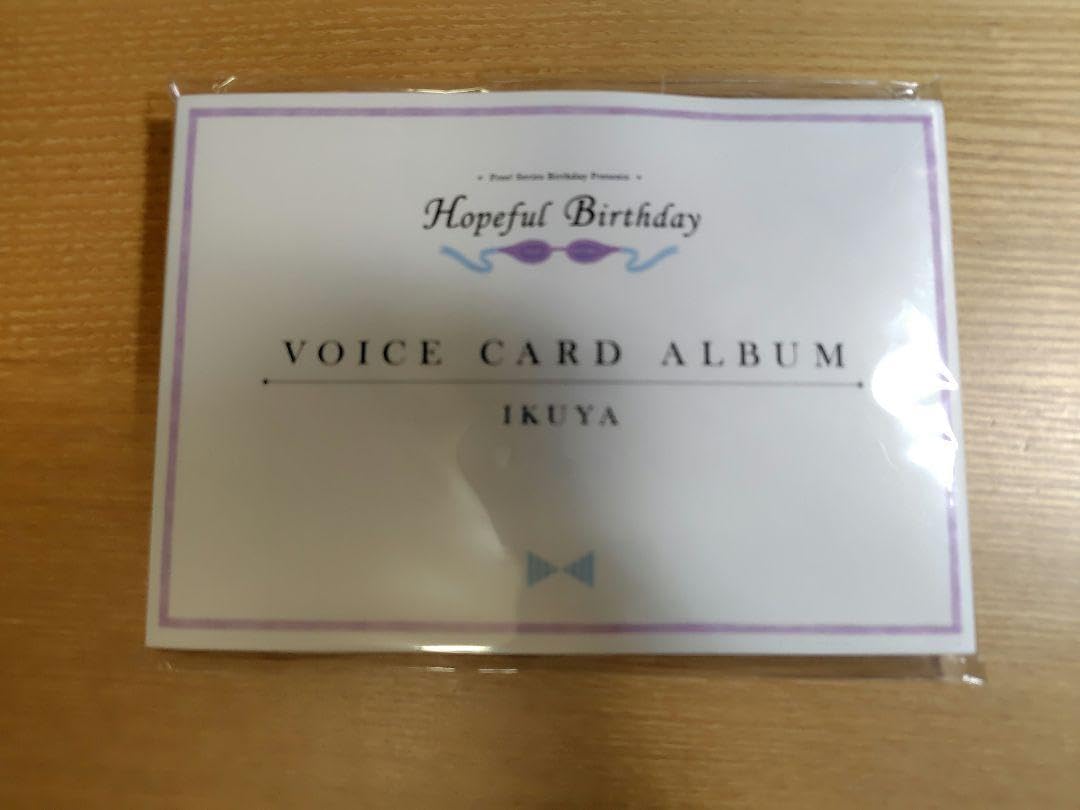 Free! Series Birthday Presents
Hopeful Birthday
VOICE CARD ALBUM
IKUYA